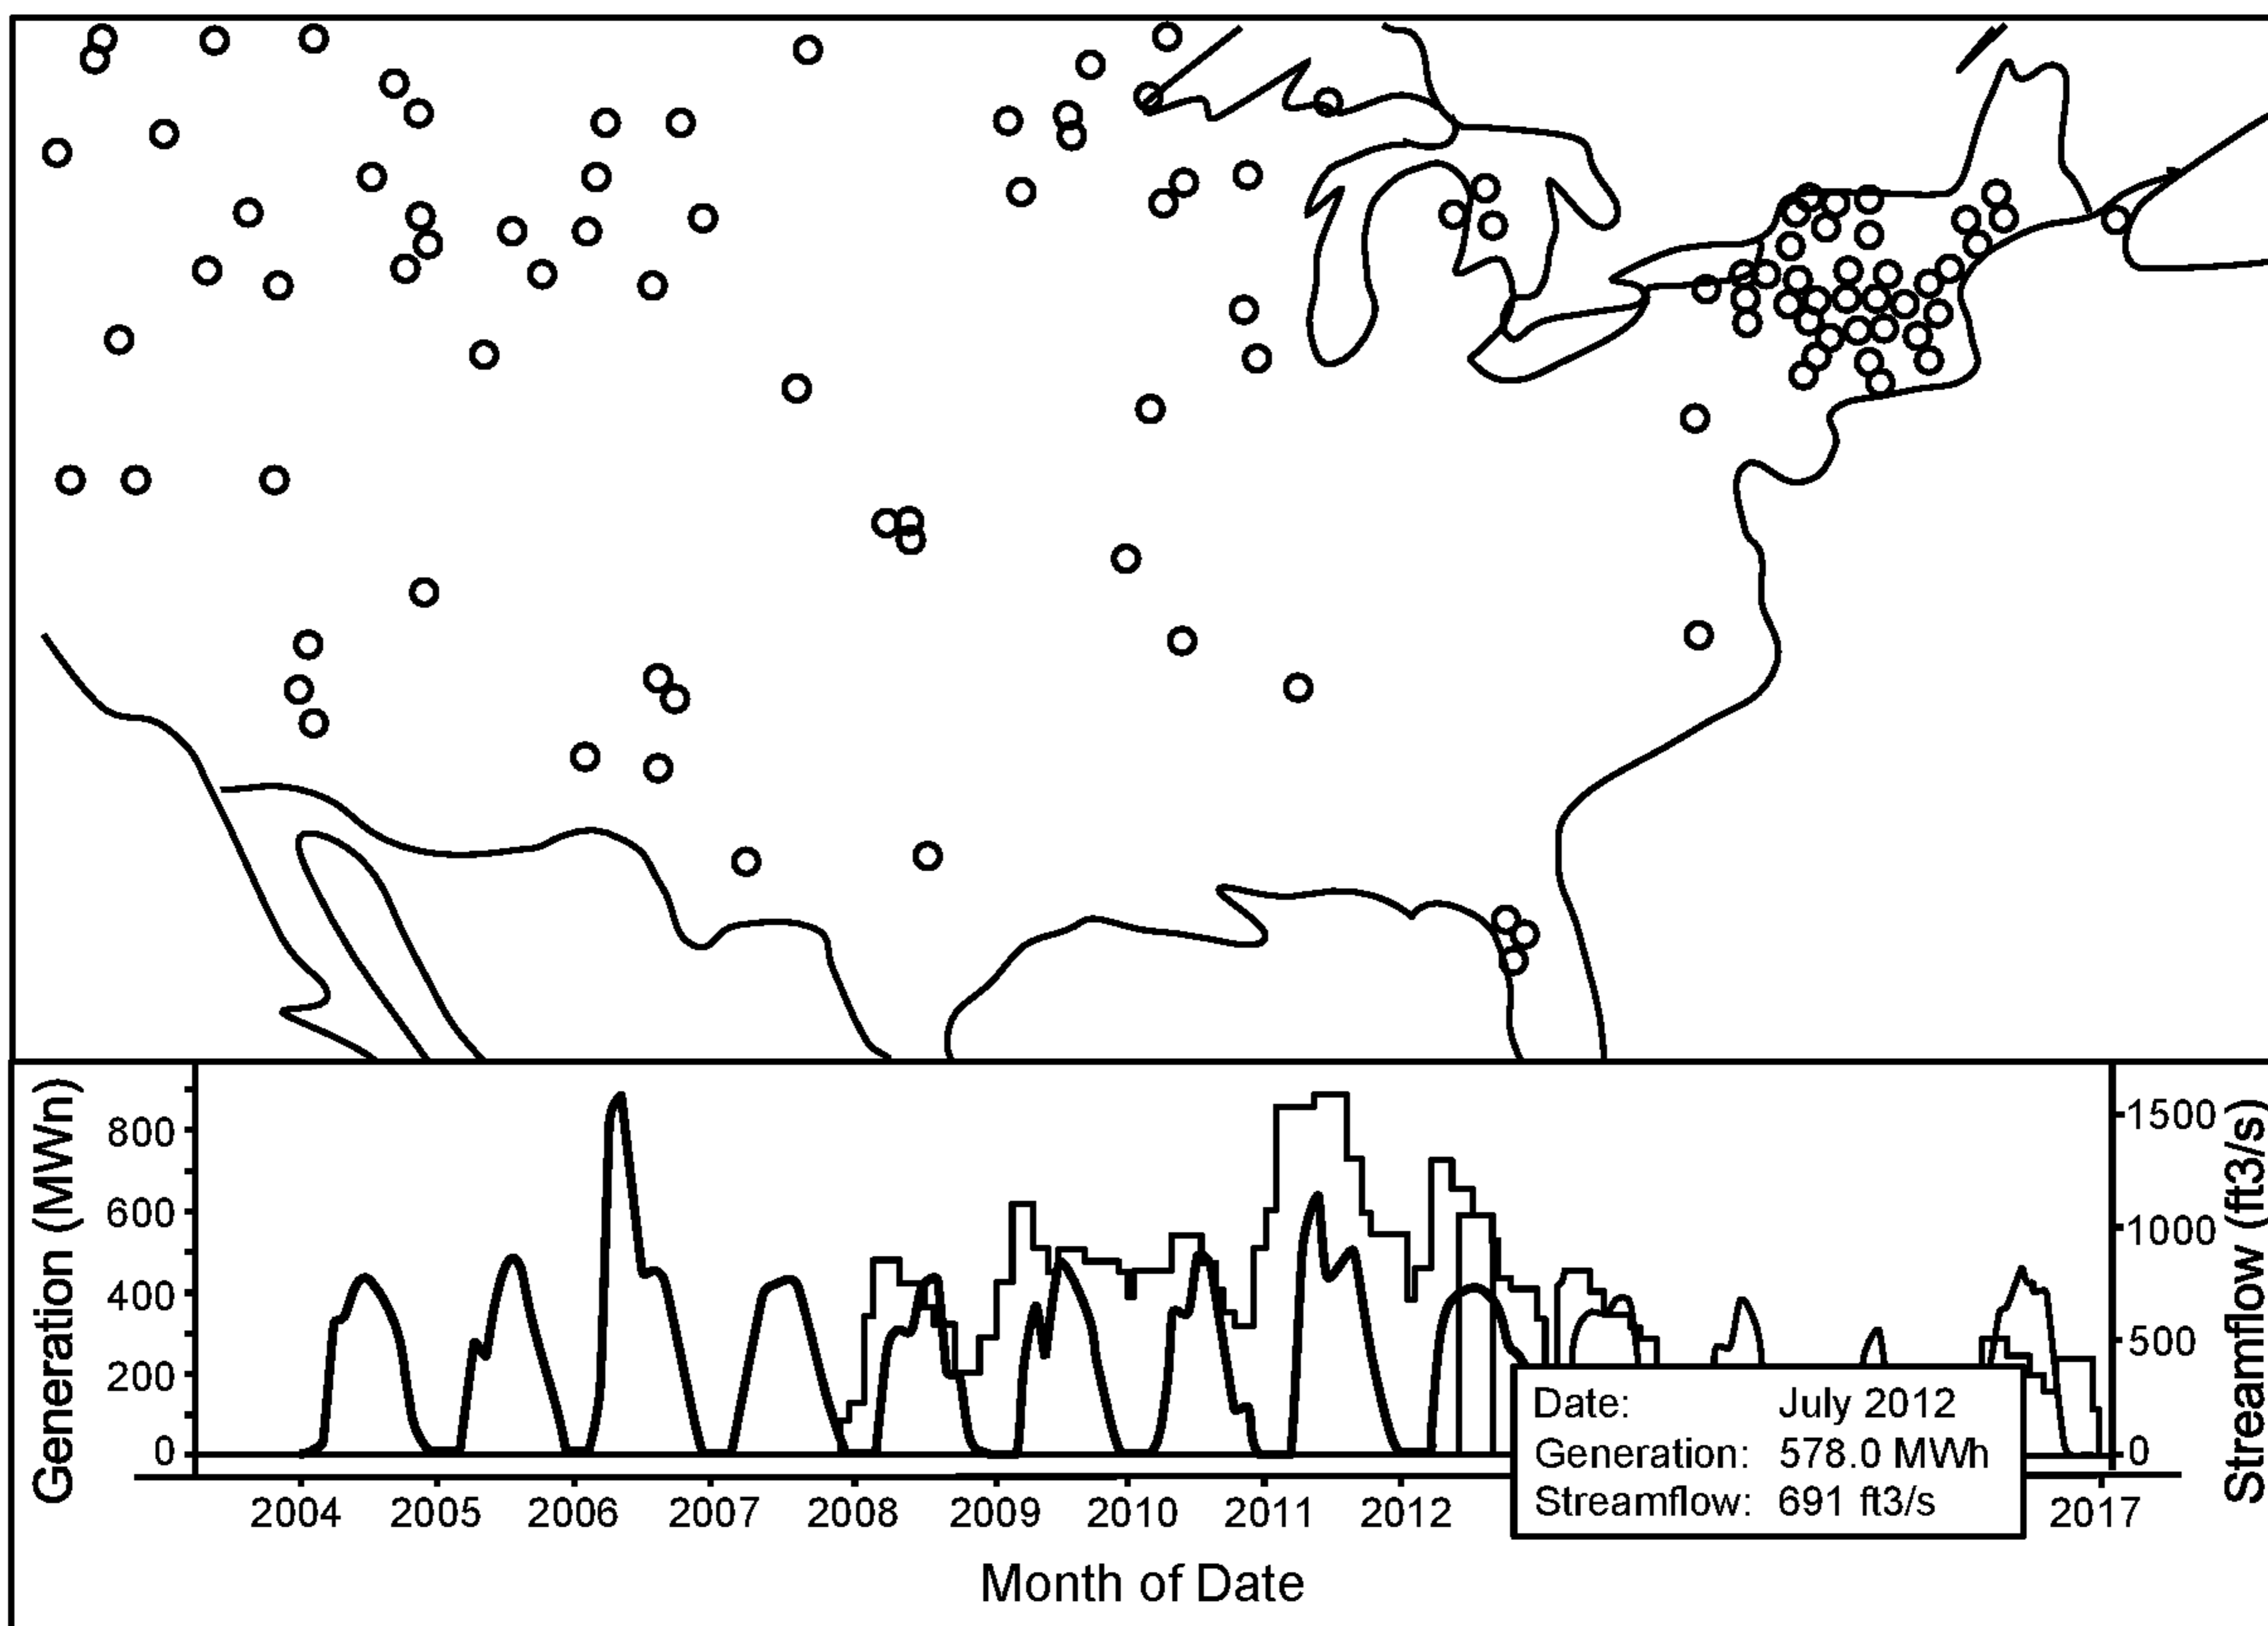 Generation (MWn)
800
600
400
200
0
1500
1000
500
0
Streamflow (ft3/s)
Date: July 2012
Generation: 578.0 MWh
Streamflow: 691 ft3/s
2004 2005 2006 2007 2008 2009 2010 2011 2012 2017
Month of Date